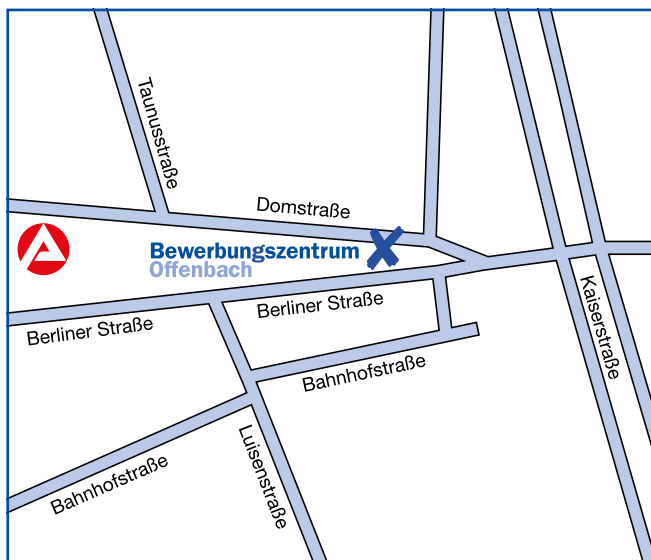 Taunusstraße
Domstraße
Bewerbungszentrum
Offenbach
Berliner Straße
Berliner Straße
Kaiserstraße
Bahnhofstraße
Luisenstraße
Bahnhofstraße